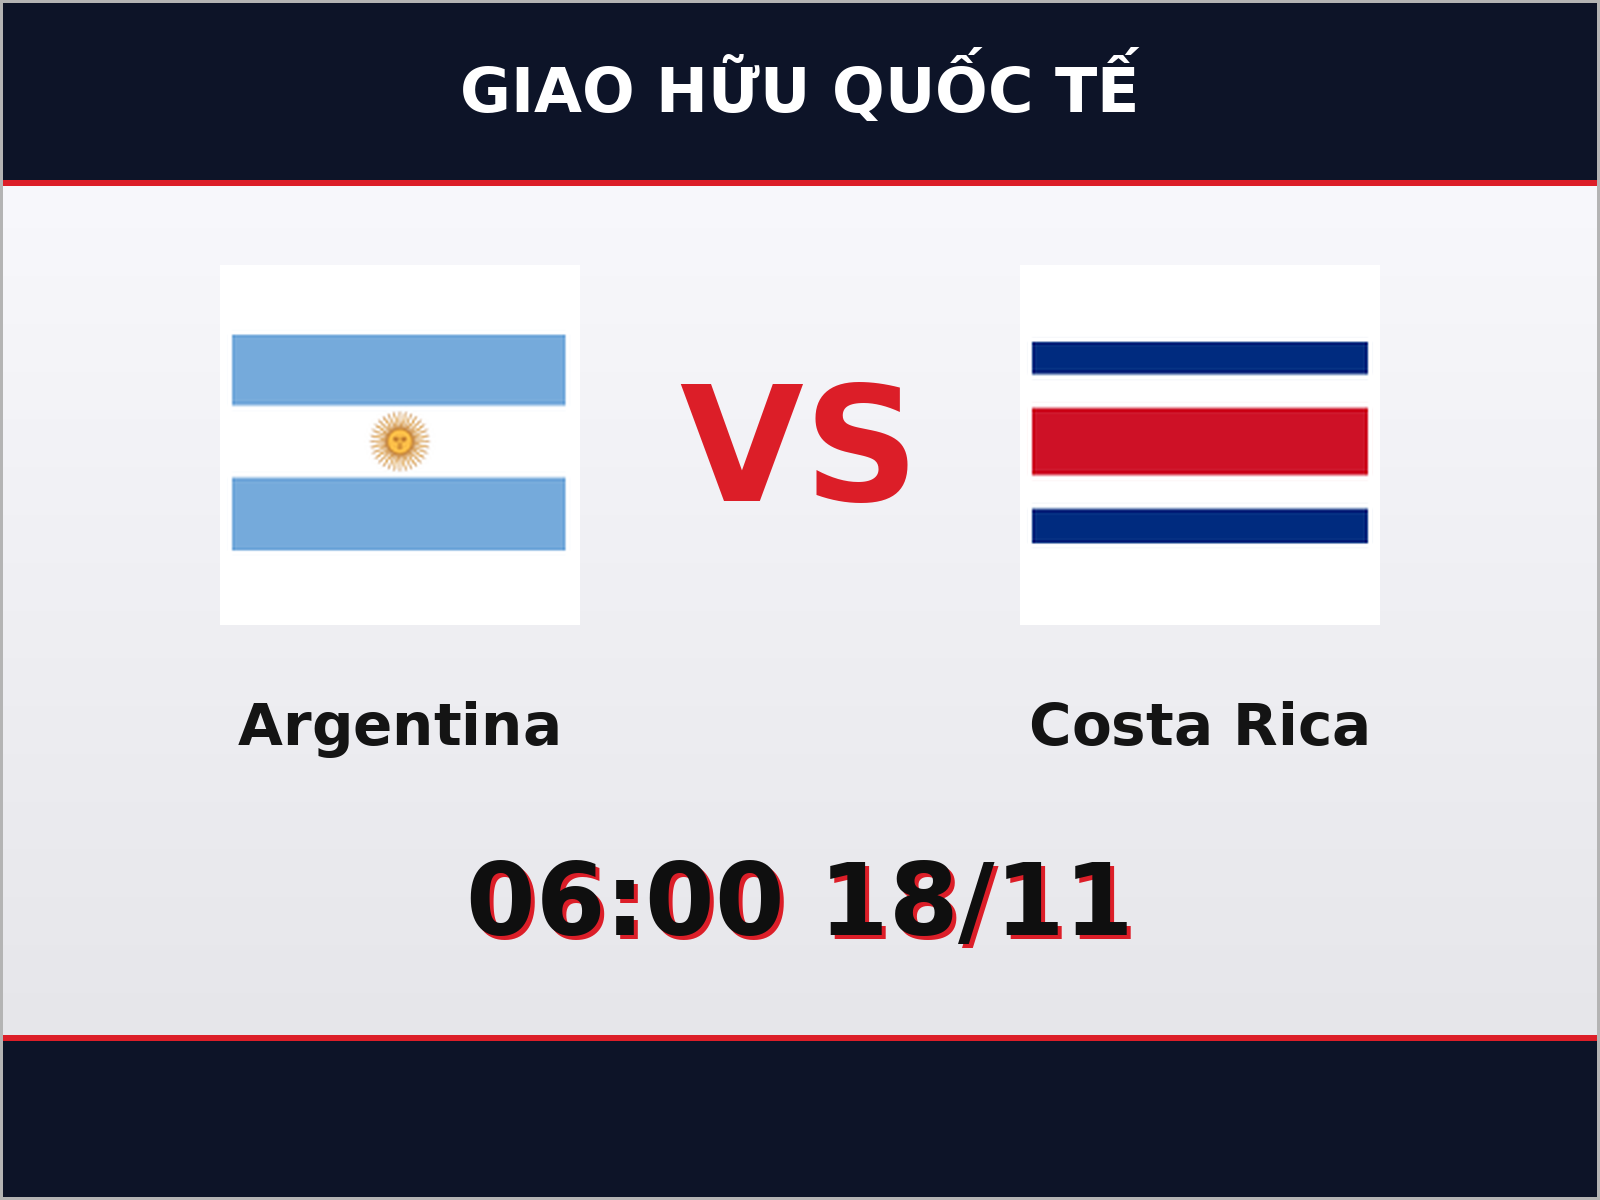 GIAO HỮU QUỐC TẾ
VS
Argentina
Costa Rica
06:00 18/11